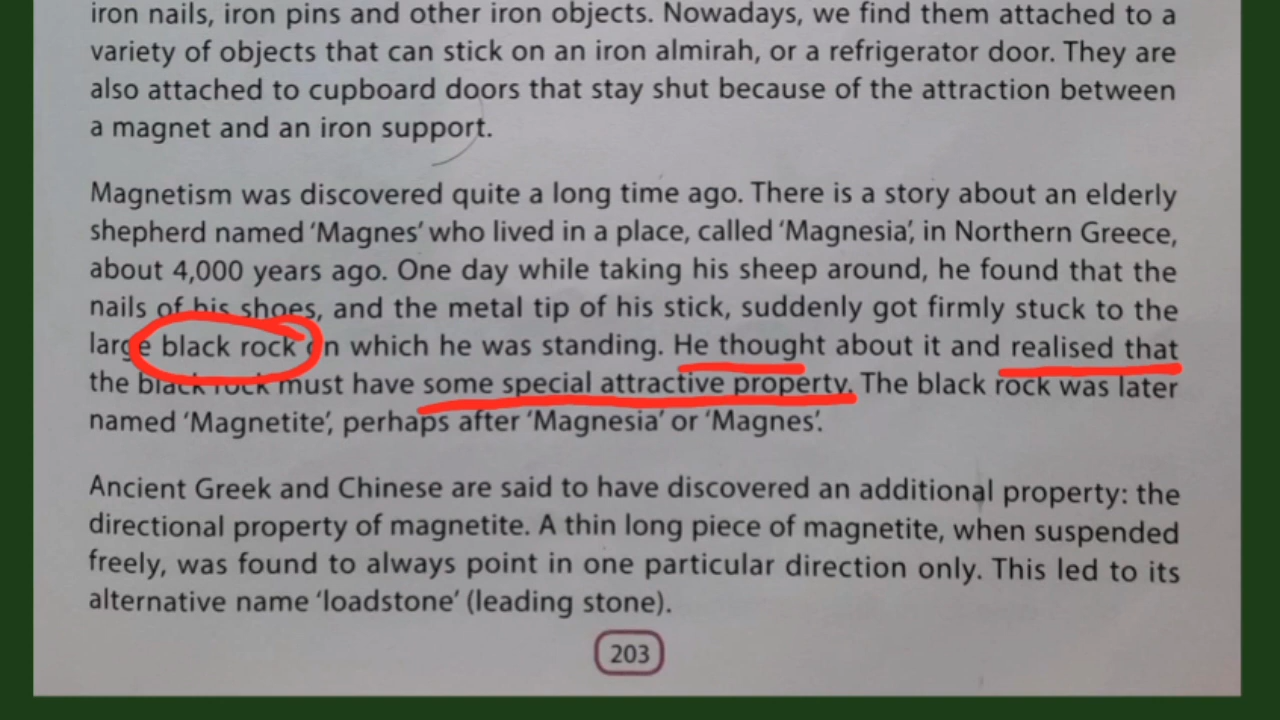 iron nails, iron pins and other iron objects. Nowadays, we find them attached to a
variety of objects that can stick on an iron almirah, or a refrigerator door. They are
also attached to cupboard doors that stay shut because of the attraction between
a magnet and an iron support.
Magnetism was discovered quite a long time ago. There is a story about an elderly
shepherd named ‘Magnes’ who lived in a place, called ‘Magnesia’, in Northern Greece,
about 4,000 years ago. One day while taking his sheep around, he found that the
nails of his shoes, and the metal tip of his stick, suddenly got firmly stuck to the
large black rock on which he was standing. He thought about it and realised that
the black rock must have some special attractive property. The black rock was later
named ‘Magnetite’, perhaps after ‘Magnesia’ or ‘Magnes’.
Ancient Greek and Chinese are said to have discovered an additional property: the
directional property of magnetite. A thin long piece of magnetite, when suspended
freely, was found to always point in one particular direction only. This led to its
alternative name ‘loadstone’ (leading stone).
203